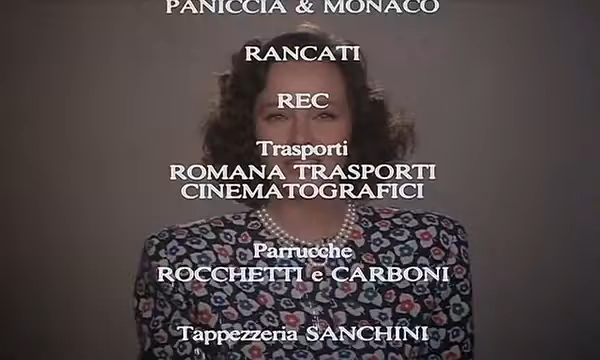 PANICCIA & MONACO
RANCATI
REC
Trasporti
ROMANA TRASPORTI
CINEMATOGRAFICI
Parrucche
ROCCHETTI e CARBONI
Tappezzeria SANCHINI